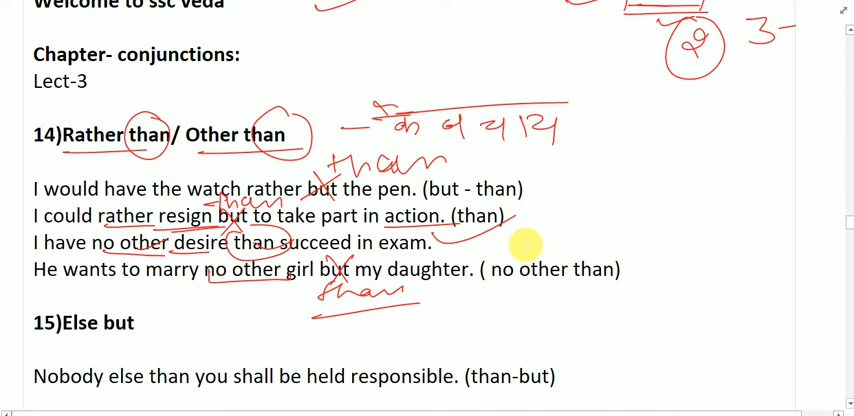 Welcome to ssc veda
२ 3-
Chapter- conjunctions:
Lect-3
14)Rather than/ Other than
than
I would have the watch rather but the pen. (but - than)
than
I could rather resign but to take part in action. (than)
I have no other desire than succeed in exam.
He wants to marry no other girl but my daughter. ( no other than)
than
15)Else but
Nobody else than you shall be held responsible. (than-but)